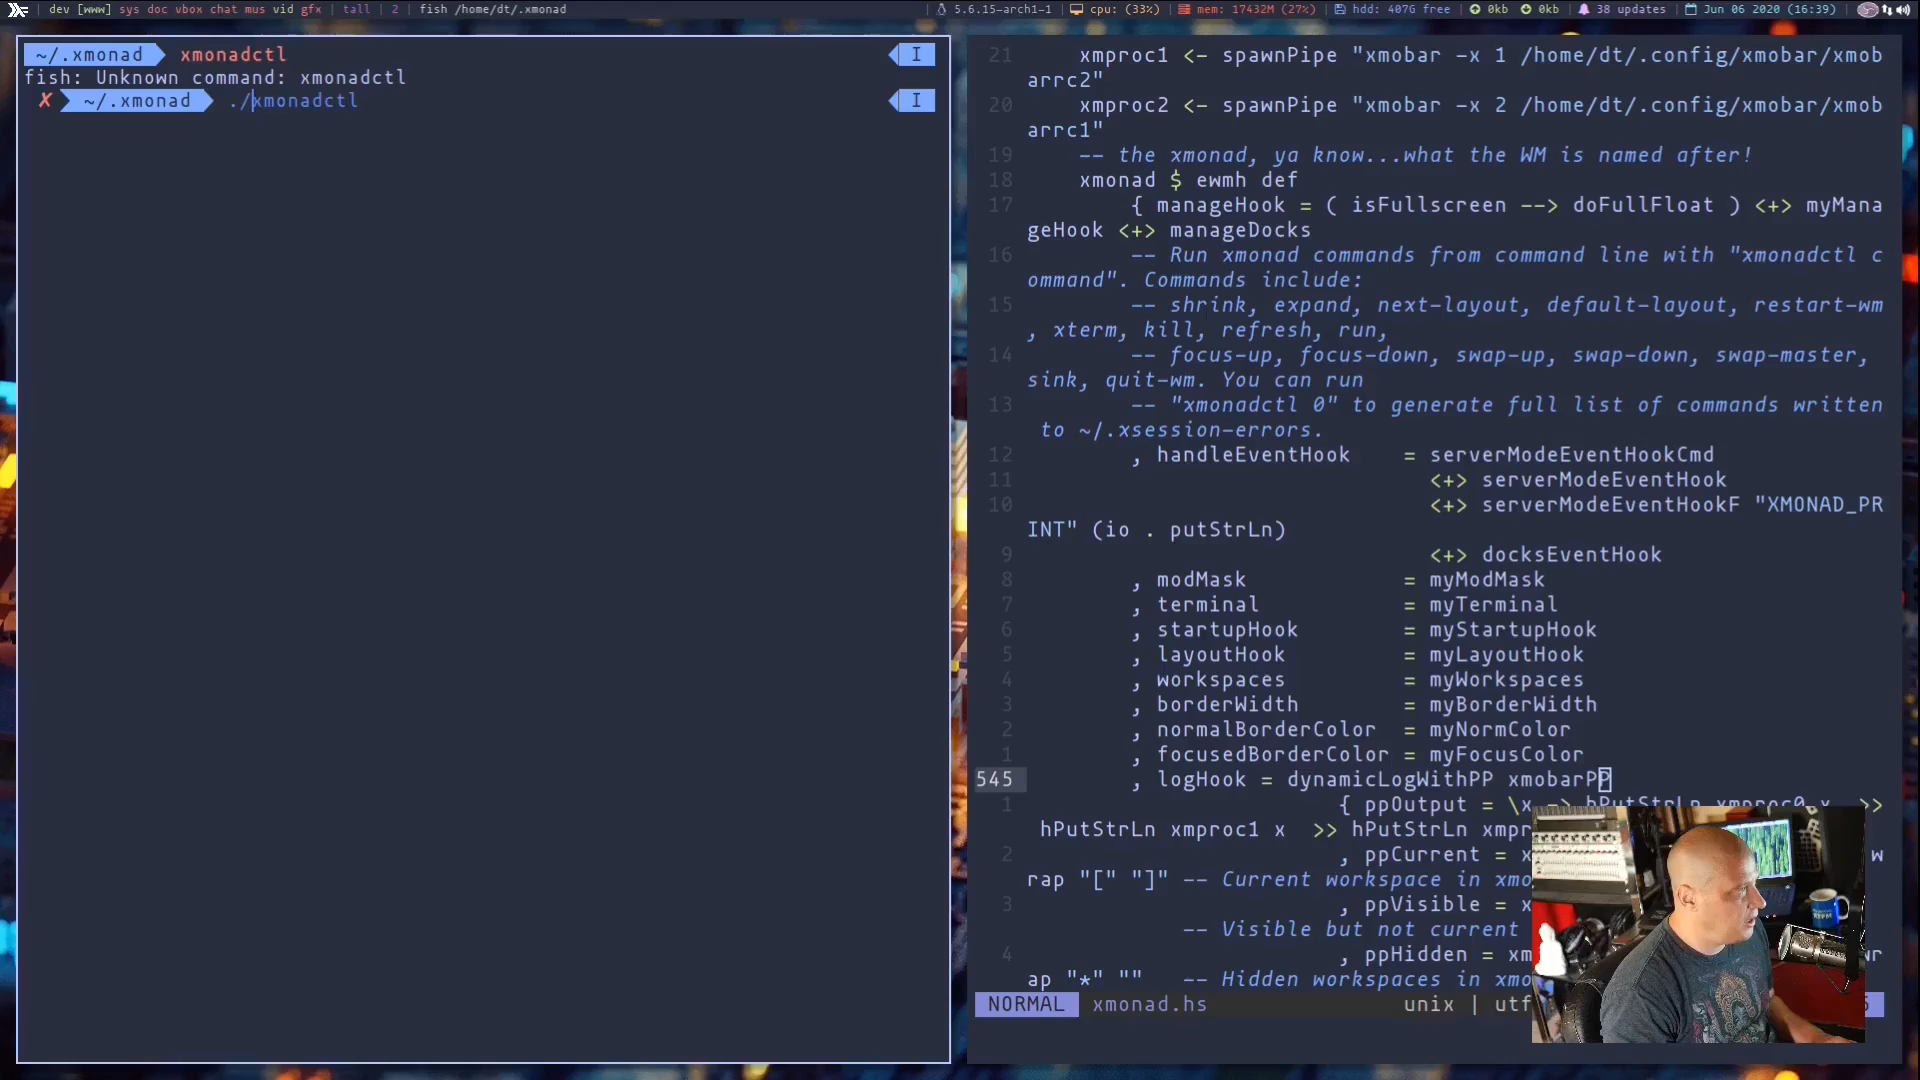 dev [www] sys doc vbox chat mus vid gfx | tall | 2 | fish /home/dt/.xmonad
| 5.6.15-arch1-1 | cpu: (33%) | mem: 17432M (27%) | hdd: 407G free | 0kb 0kb | 38 updates | Jun 06 2020 (16:39) |
~/.xmonad xmonadctl I
fish: Unknown command: xmonadctl
✗ ~/.xmonad ./xmonadctl I
21 xmproc1 <- spawnPipe "xmobar -x 1 /home/dt/.config/xmobar/xmob
arrc2"
20 xmproc2 <- spawnPipe "xmobar -x 2 /home/dt/.config/xmobar/xmob
arrc1"
19 -- the xmonad, ya know...what the WM is named after!
18 xmonad $ ewmh def
17 { manageHook = ( isFullscreen --> doFullFloat ) <+> myMana
geHook <+> manageDocks
16 -- Run xmonad commands from command line with "xmonadctl c
ommand". Commands include:
15 -- shrink, expand, next-layout, default-layout, restart-wm
, xterm, kill, refresh, run,
14 -- focus-up, focus-down, swap-up, swap-down, swap-master,
sink, quit-wm. You can run
13 -- "xmonadctl 0" to generate full list of commands written
to ~/.xsession-errors.
12 , handleEventHook = serverModeEventHookCmd
11 <+> serverModeEventHook
10 <+> serverModeEventHookF "XMONAD_PR
INT" (io . putStrLn)
9 <+> docksEventHook
8 , modMask = myModMask
7 , terminal = myTerminal
6 , startupHook = myStartupHook
5 , layoutHook = myLayoutHook
4 , workspaces = myWorkspaces
3 , borderWidth = myBorderWidth
2 , normalBorderColor = myNormColor
1 , focusedBorderColor = myFocusColor
545 , logHook = dynamicLogWithPP xmobarPP
1 { ppOutput = \x -> hPutStrLn xmproc0 x >>
hPutStrLn xmproc1 x >> hPutStrLn xmpr
2 , ppCurrent = x w
rap "[" "]" -- Current workspace in xmo
3 , ppVisible = x
-- Visible but not current
4 , ppHidden = xm wr
ap "*" "" -- Hidden workspaces in xmo
NORMAL xmonad.hs unix | utf